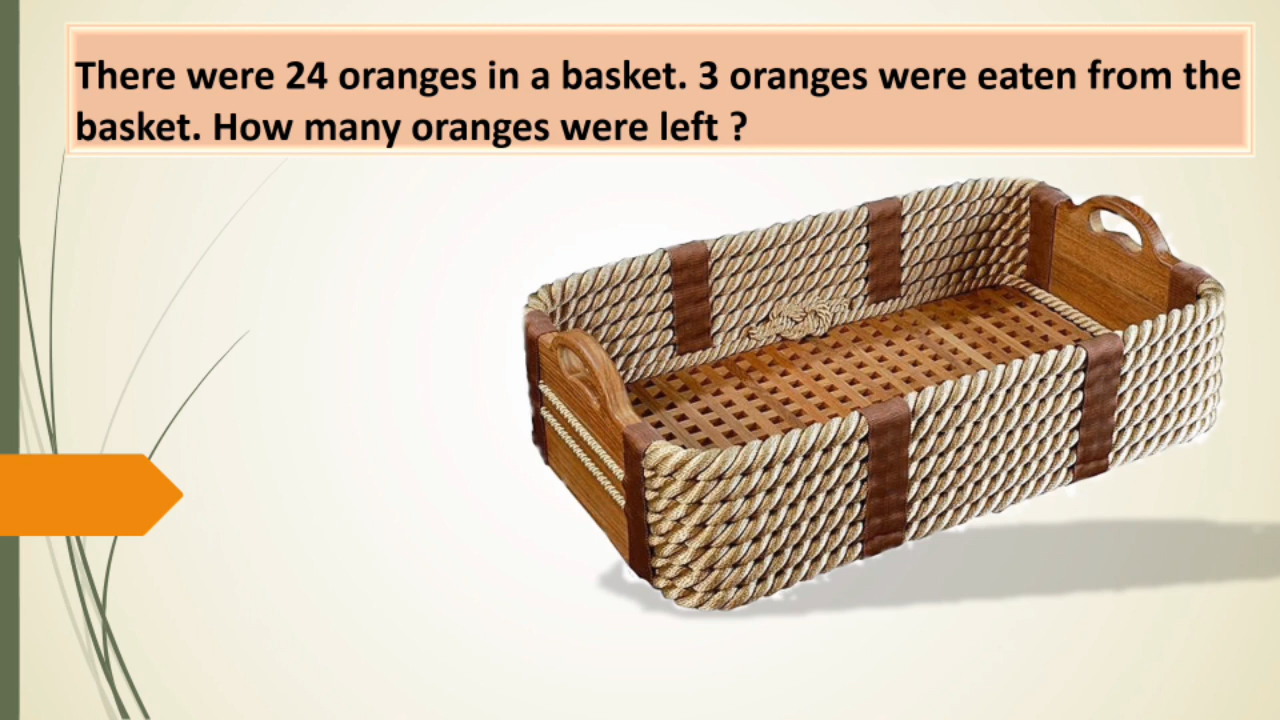 There were 24 oranges in a basket. 3 oranges were eaten from the
basket. How many oranges were left ?